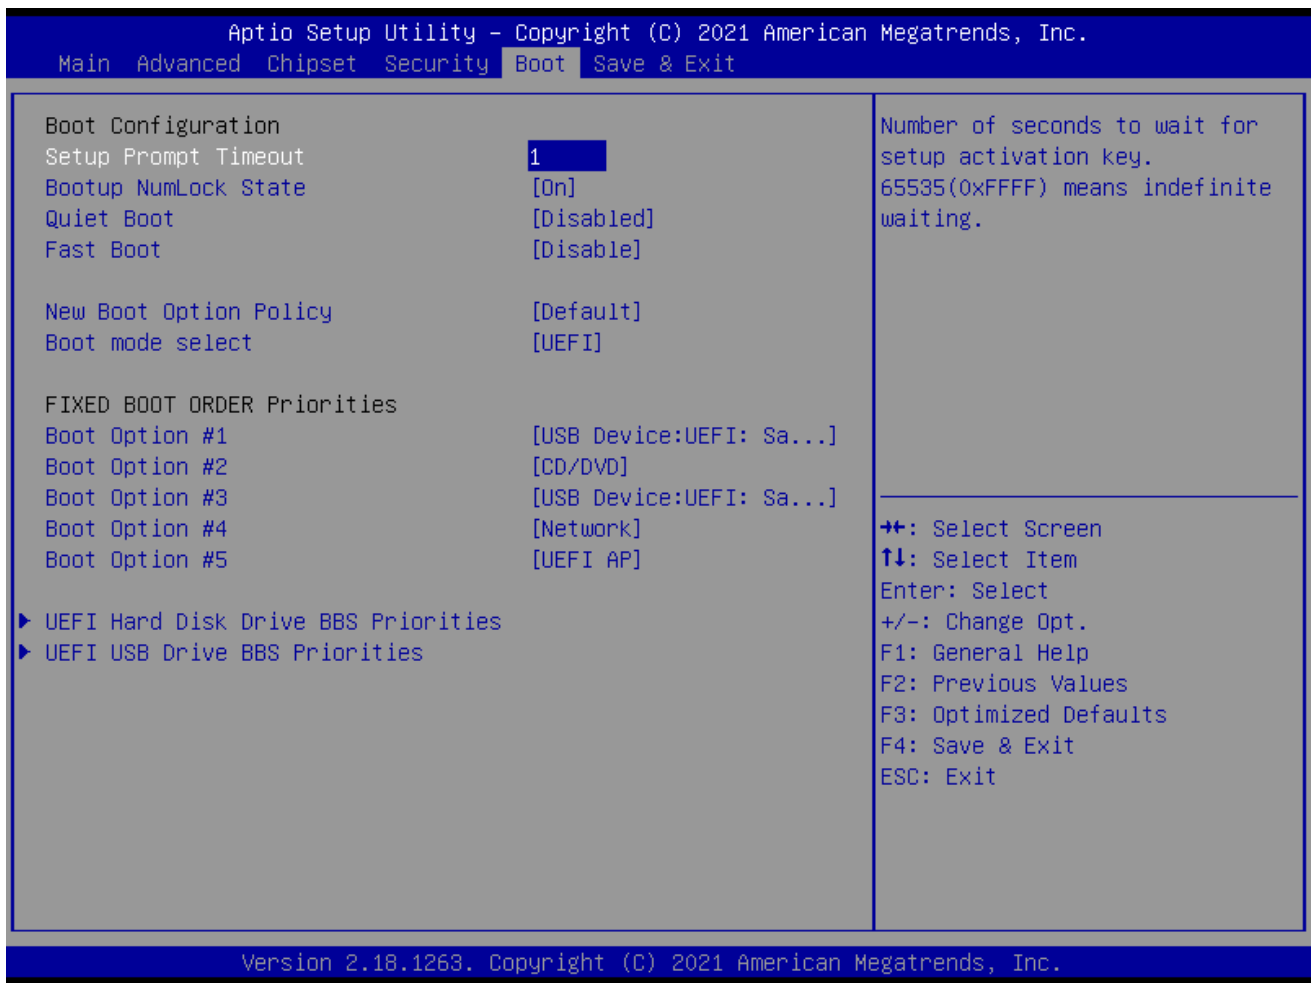 Aptio Setup Utility – Copyright (C) 2021 American Megatrends, Inc.
Main Advanced Chipset Security Boot Save & Exit
Boot Configuration
Setup Prompt Timeout 1
Bootup NumLock State [On]
Quiet Boot [Disabled]
Fast Boot [Disable]
New Boot Option Policy [Default]
Boot mode select [UEFI]
FIXED BOOT ORDER Priorities
Boot Option #1 [USB Device:UEFI: Sa...]
Boot Option #2 [CD/DVD]
Boot Option #3 [USB Device:UEFI: Sa...]
Boot Option #4 [Network]
Boot Option #5 [UEFI AP]
UEFI Hard Disk Drive BBS Priorities
UEFI USB Drive BBS Priorities
Number of seconds to wait for
setup activation key.
65535(0xFFFF) means indefinite
waiting.
→←: Select Screen
↑↓: Select Item
Enter: Select
+/-: Change Opt.
F1: General Help
F2: Previous Values
F3: Optimized Defaults
F4: Save & Exit
ESC: Exit
Version 2.18.1263. Copyright (C) 2021 American Megatrends, Inc.